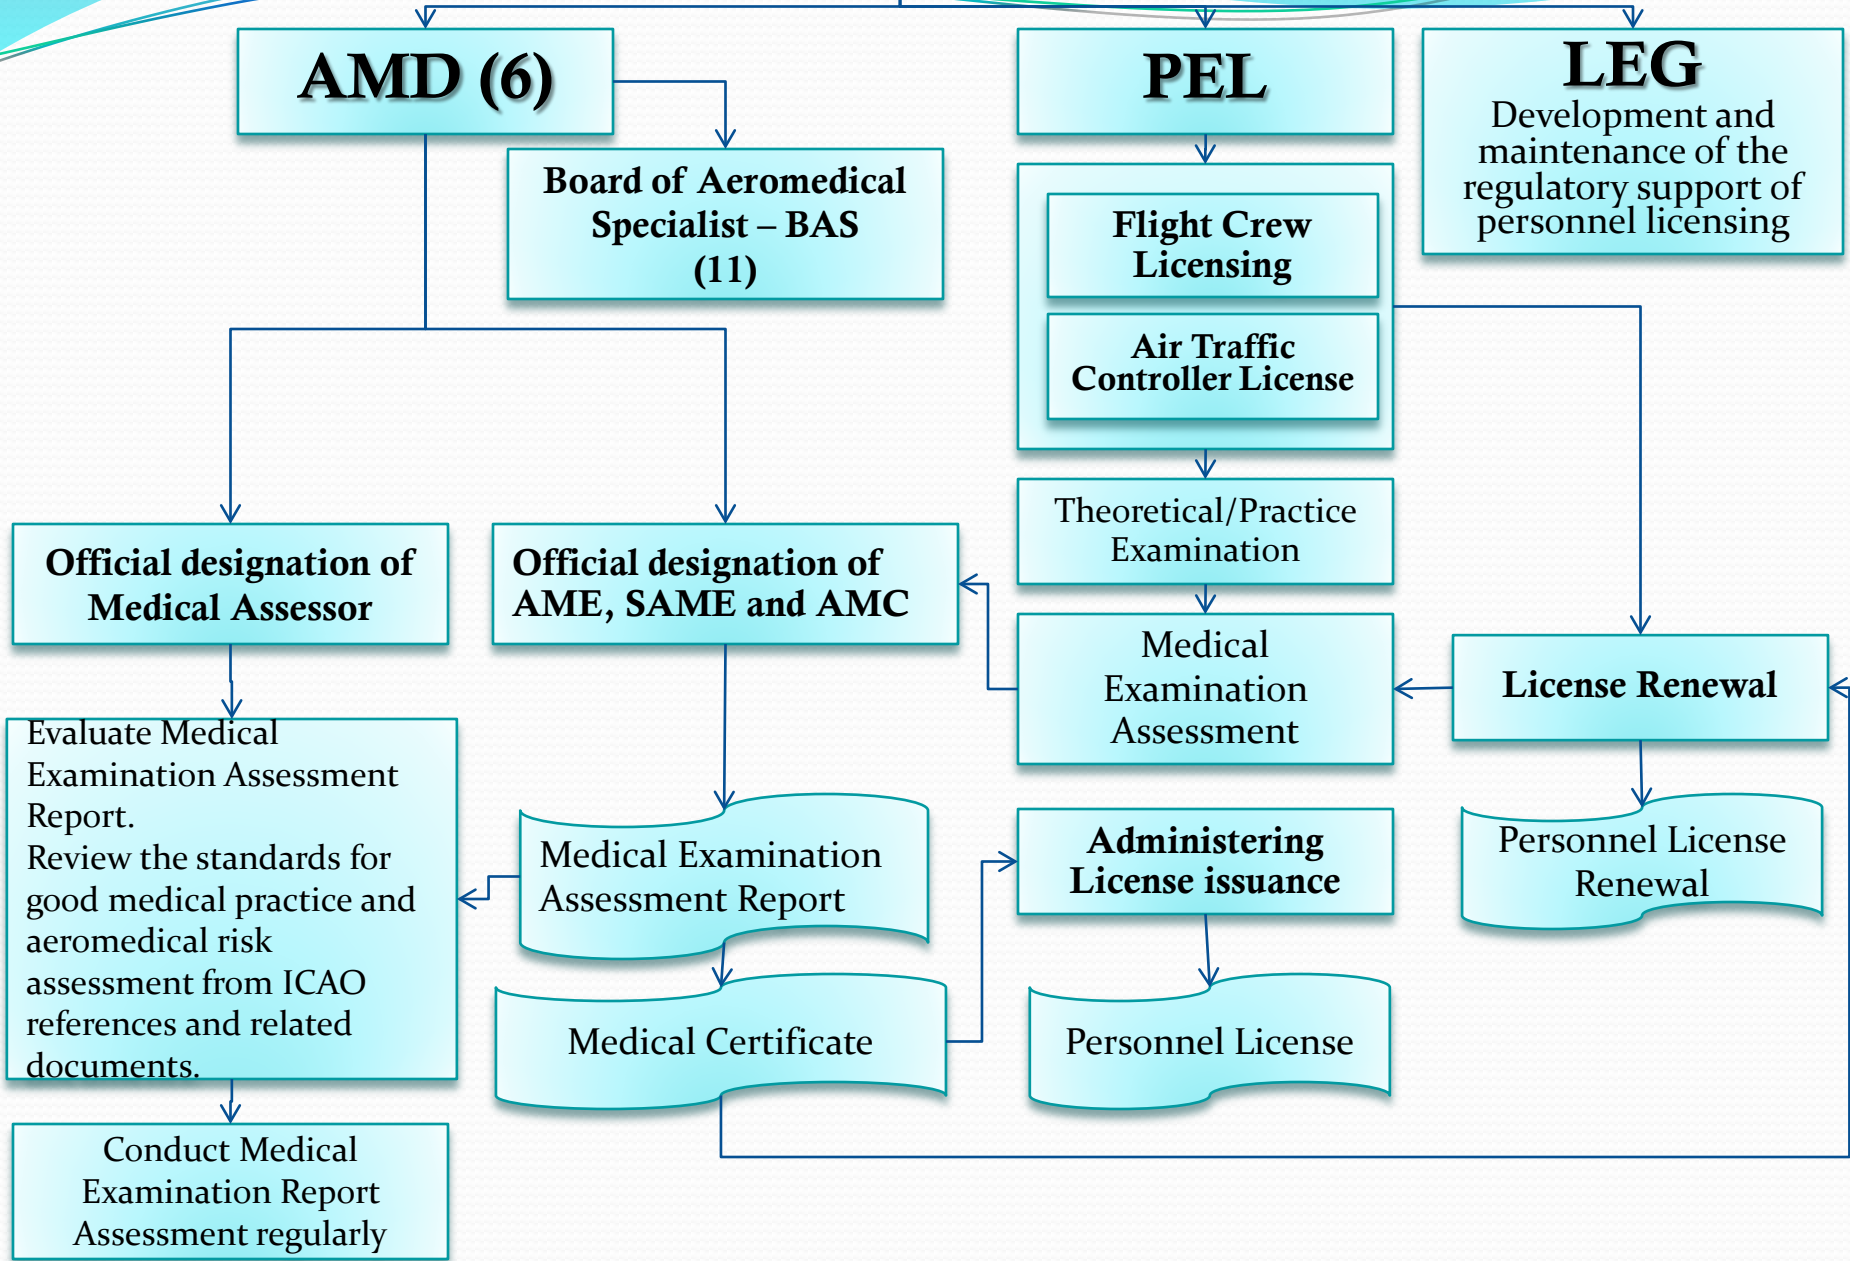 AMD (6)
PEL
LEG
Development and
maintenance of the
regulatory support of
personnel licensing
Board of Aeromedical
Specialist – BAS
(11)
Flight Crew
Licensing
Air Traffic
Controller License
Theoretical/Practice
Examination
Official designation of
Medical Assessor
Official designation of
AME, SAME and AMC
Medical
Examination
Assessment
License Renewal
Evaluate Medical
Examination Assessment
Report.
Review the standards for
good medical practice and
aeromedical risk
assessment from ICAO
references and related
documents.
Medical Examination
Assessment Report
Administering
License issuance
Personnel License
Renewal
Medical Certificate
Personnel License
Conduct Medical
Examination Report
Assessment regularly